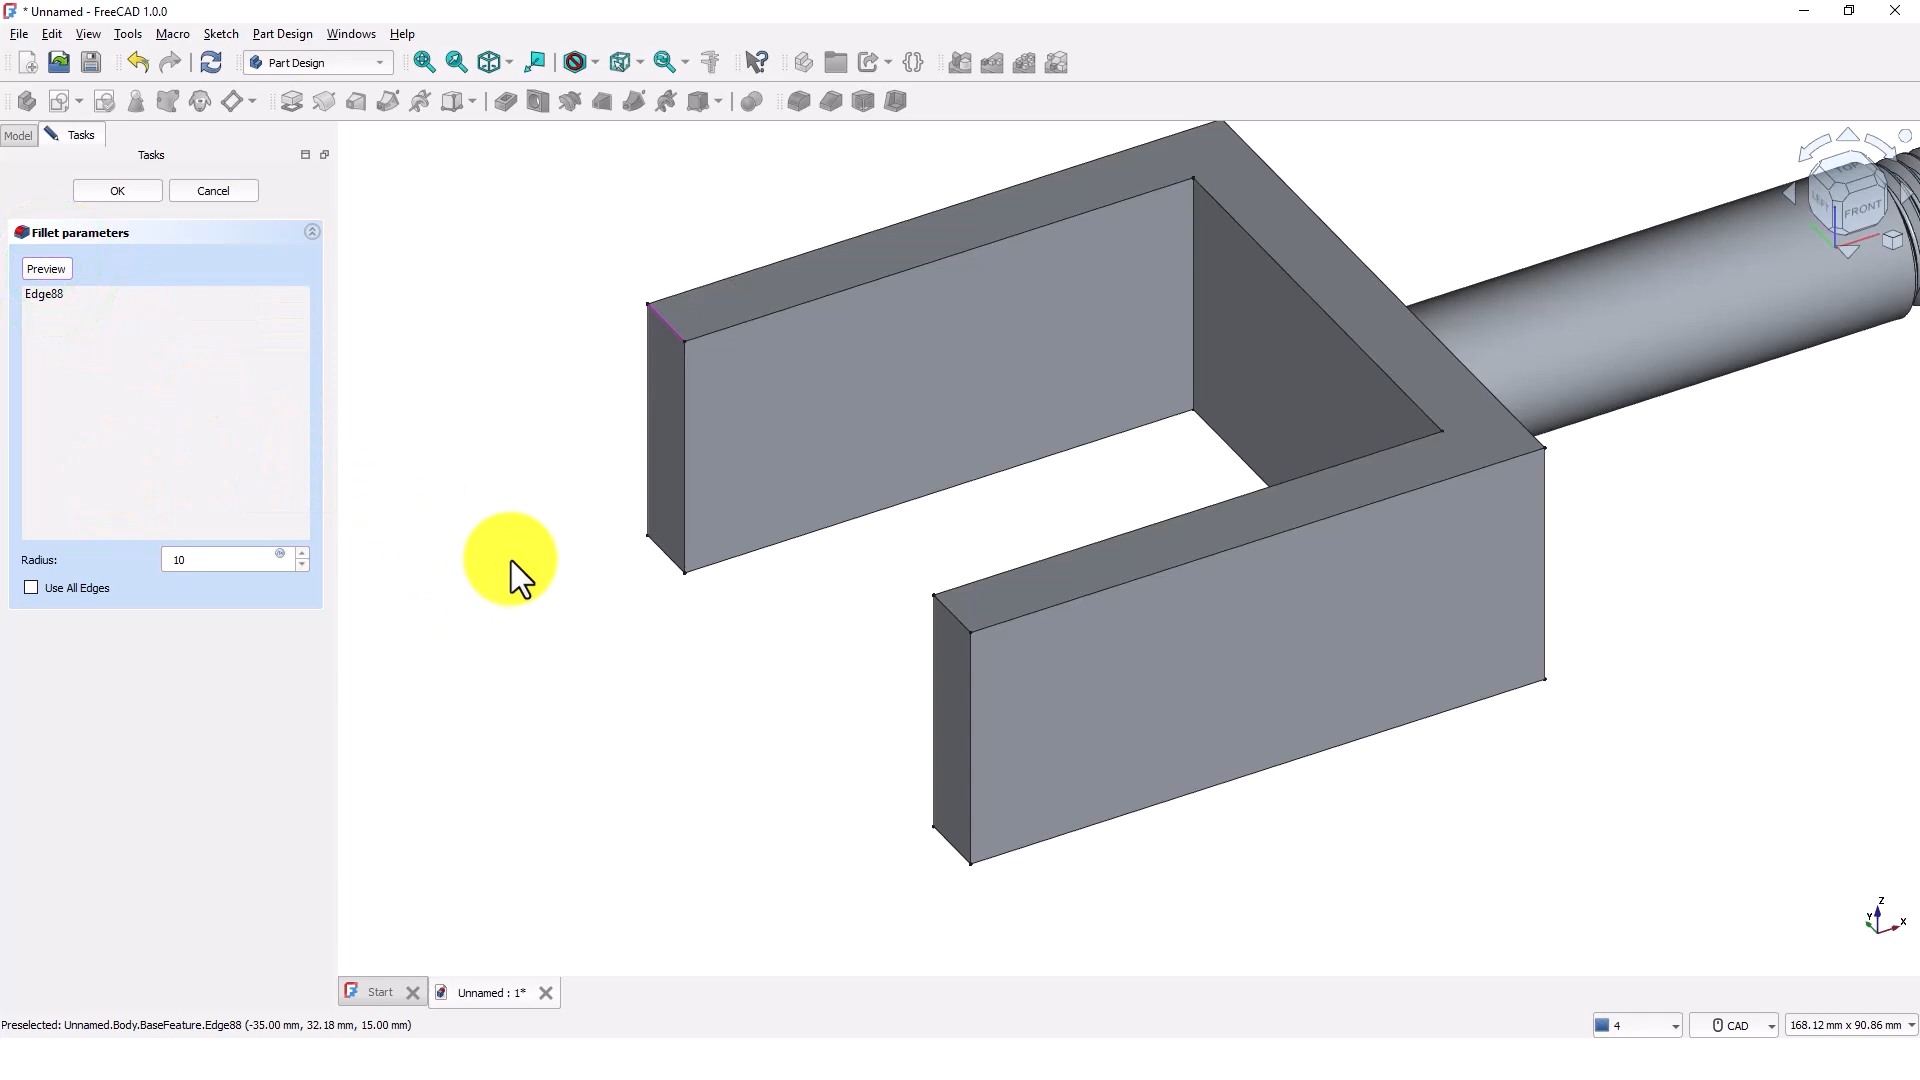 * Unnamed - FreeCAD 1.0.0
File Edit View Tools Macro Sketch Part Design Windows Help
Part Design
Model Tasks
Tasks
OK Cancel
Fillet parameters
Preview
Edge88
Radius: 10
Use All Edges
TOP
LEFT FRONT
Z
Y X
Start Unnamed : 1*
Preselected: Unnamed.Body.BaseFeature.Edge88 (-35.00 mm, 32.18 mm, 15.00 mm)
4 CAD 168.12 mm x 90.86 mm